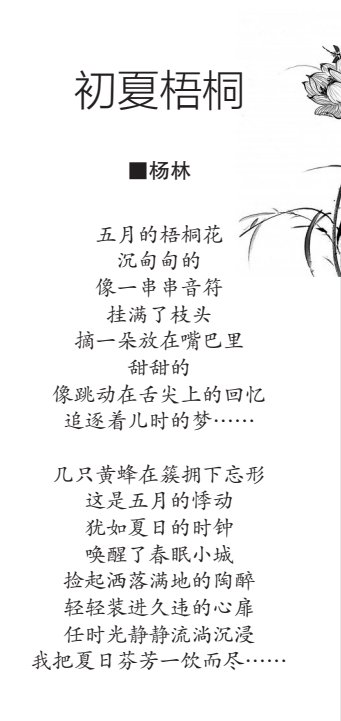 初夏梧桐
■杨林
五月的梧桐花
沉甸甸的
像一串串音符
挂满了枝头
摘一朵放在嘴巴里
甜甜的
像跳动在舌尖上的回忆
追逐着儿时的梦……
几只黄蜂在簇拥下忘形
这是五月的悸动
犹如夏日的时钟
唤醒了春眠小城
捡起洒落满地的陶醉
轻轻装进久违的心扉
任时光静静流淌沉浸
我把夏日芬芳一饮而尽……